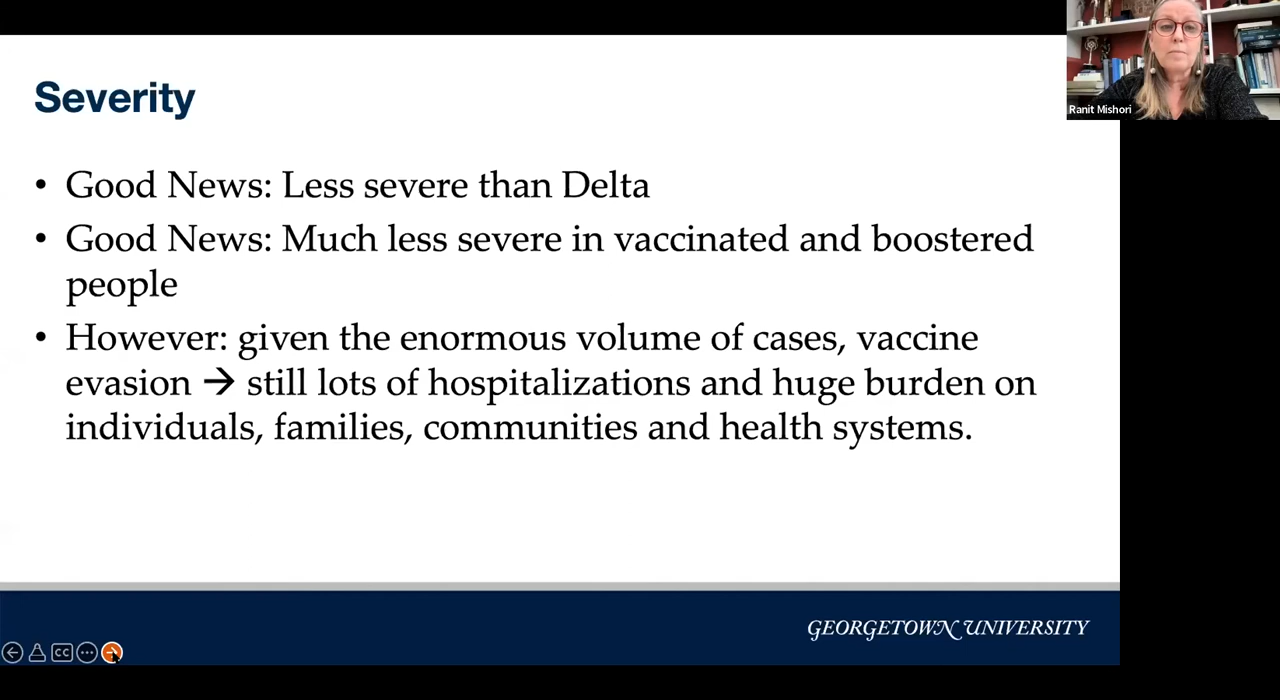 Ranit Mishori
Severity
• Good News: Less severe than Delta
• Good News: Much less severe in vaccinated and boostered
people
• However: given the enormous volume of cases, vaccine
evasion → still lots of hospitalizations and huge burden on
individuals, families, communities and health systems.
GEORGETOWN UNIVERSITY
CC